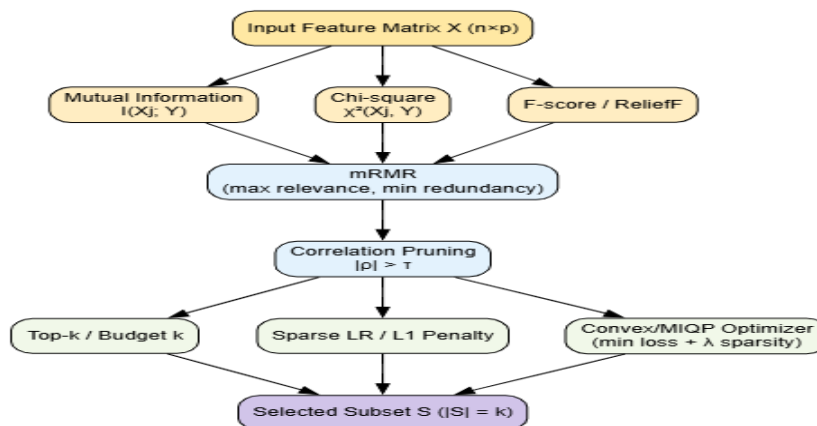 Input Feature Matrix X (n×p)
Mutual Information
I(Xj; Y)
Chi-square
χ²(Xj, Y)
F-score / ReliefF
mRMR
(max relevance, min redundancy)
Correlation Pruning
|ρ| > τ
Top-k / Budget k
Sparse LR / L1 Penalty
Convex/MIQP Optimizer
(min loss + λ sparsity)
Selected Subset S (|S| = k)